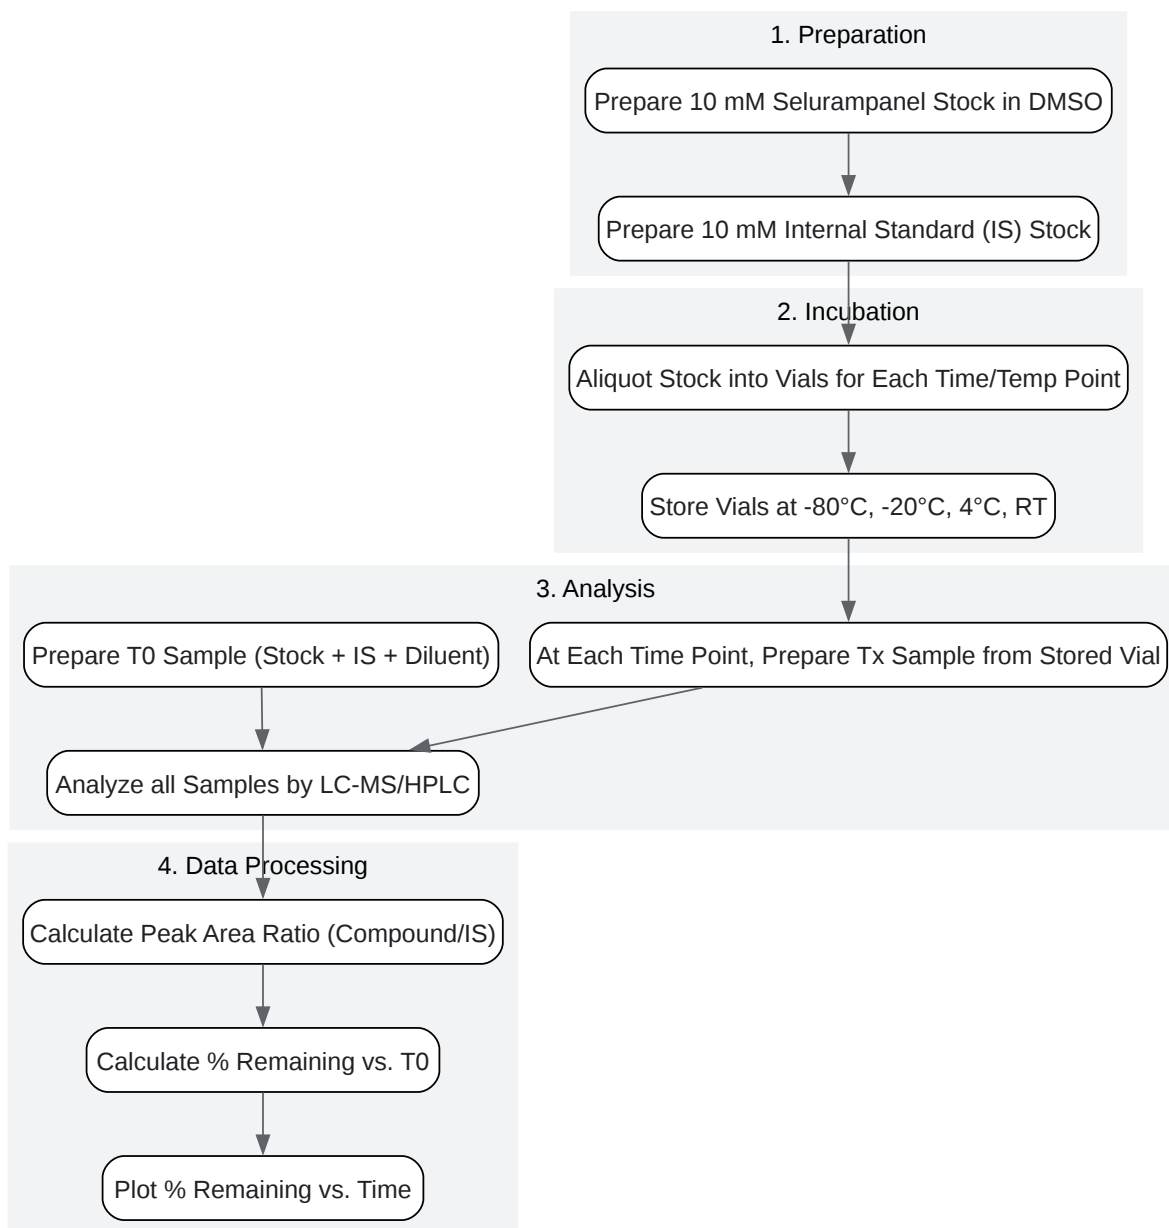 1. Preparation
Prepare 10 mM Selurampanel Stock in DMSO
Prepare 10 mM Internal Standard (IS) Stock
2. Incubation
Aliquot Stock into Vials for Each Time/Temp Point
Store Vials at -80°C, -20°C, 4°C, RT
3. Analysis
Prepare T0 Sample (Stock + IS + Diluent)
At Each Time Point, Prepare Tx Sample from Stored Vial
Analyze all Samples by LC-MS/HPLC
4. Data Processing
Calculate Peak Area Ratio (Compound/IS)
Calculate % Remaining vs. T0
Plot % Remaining vs. Time